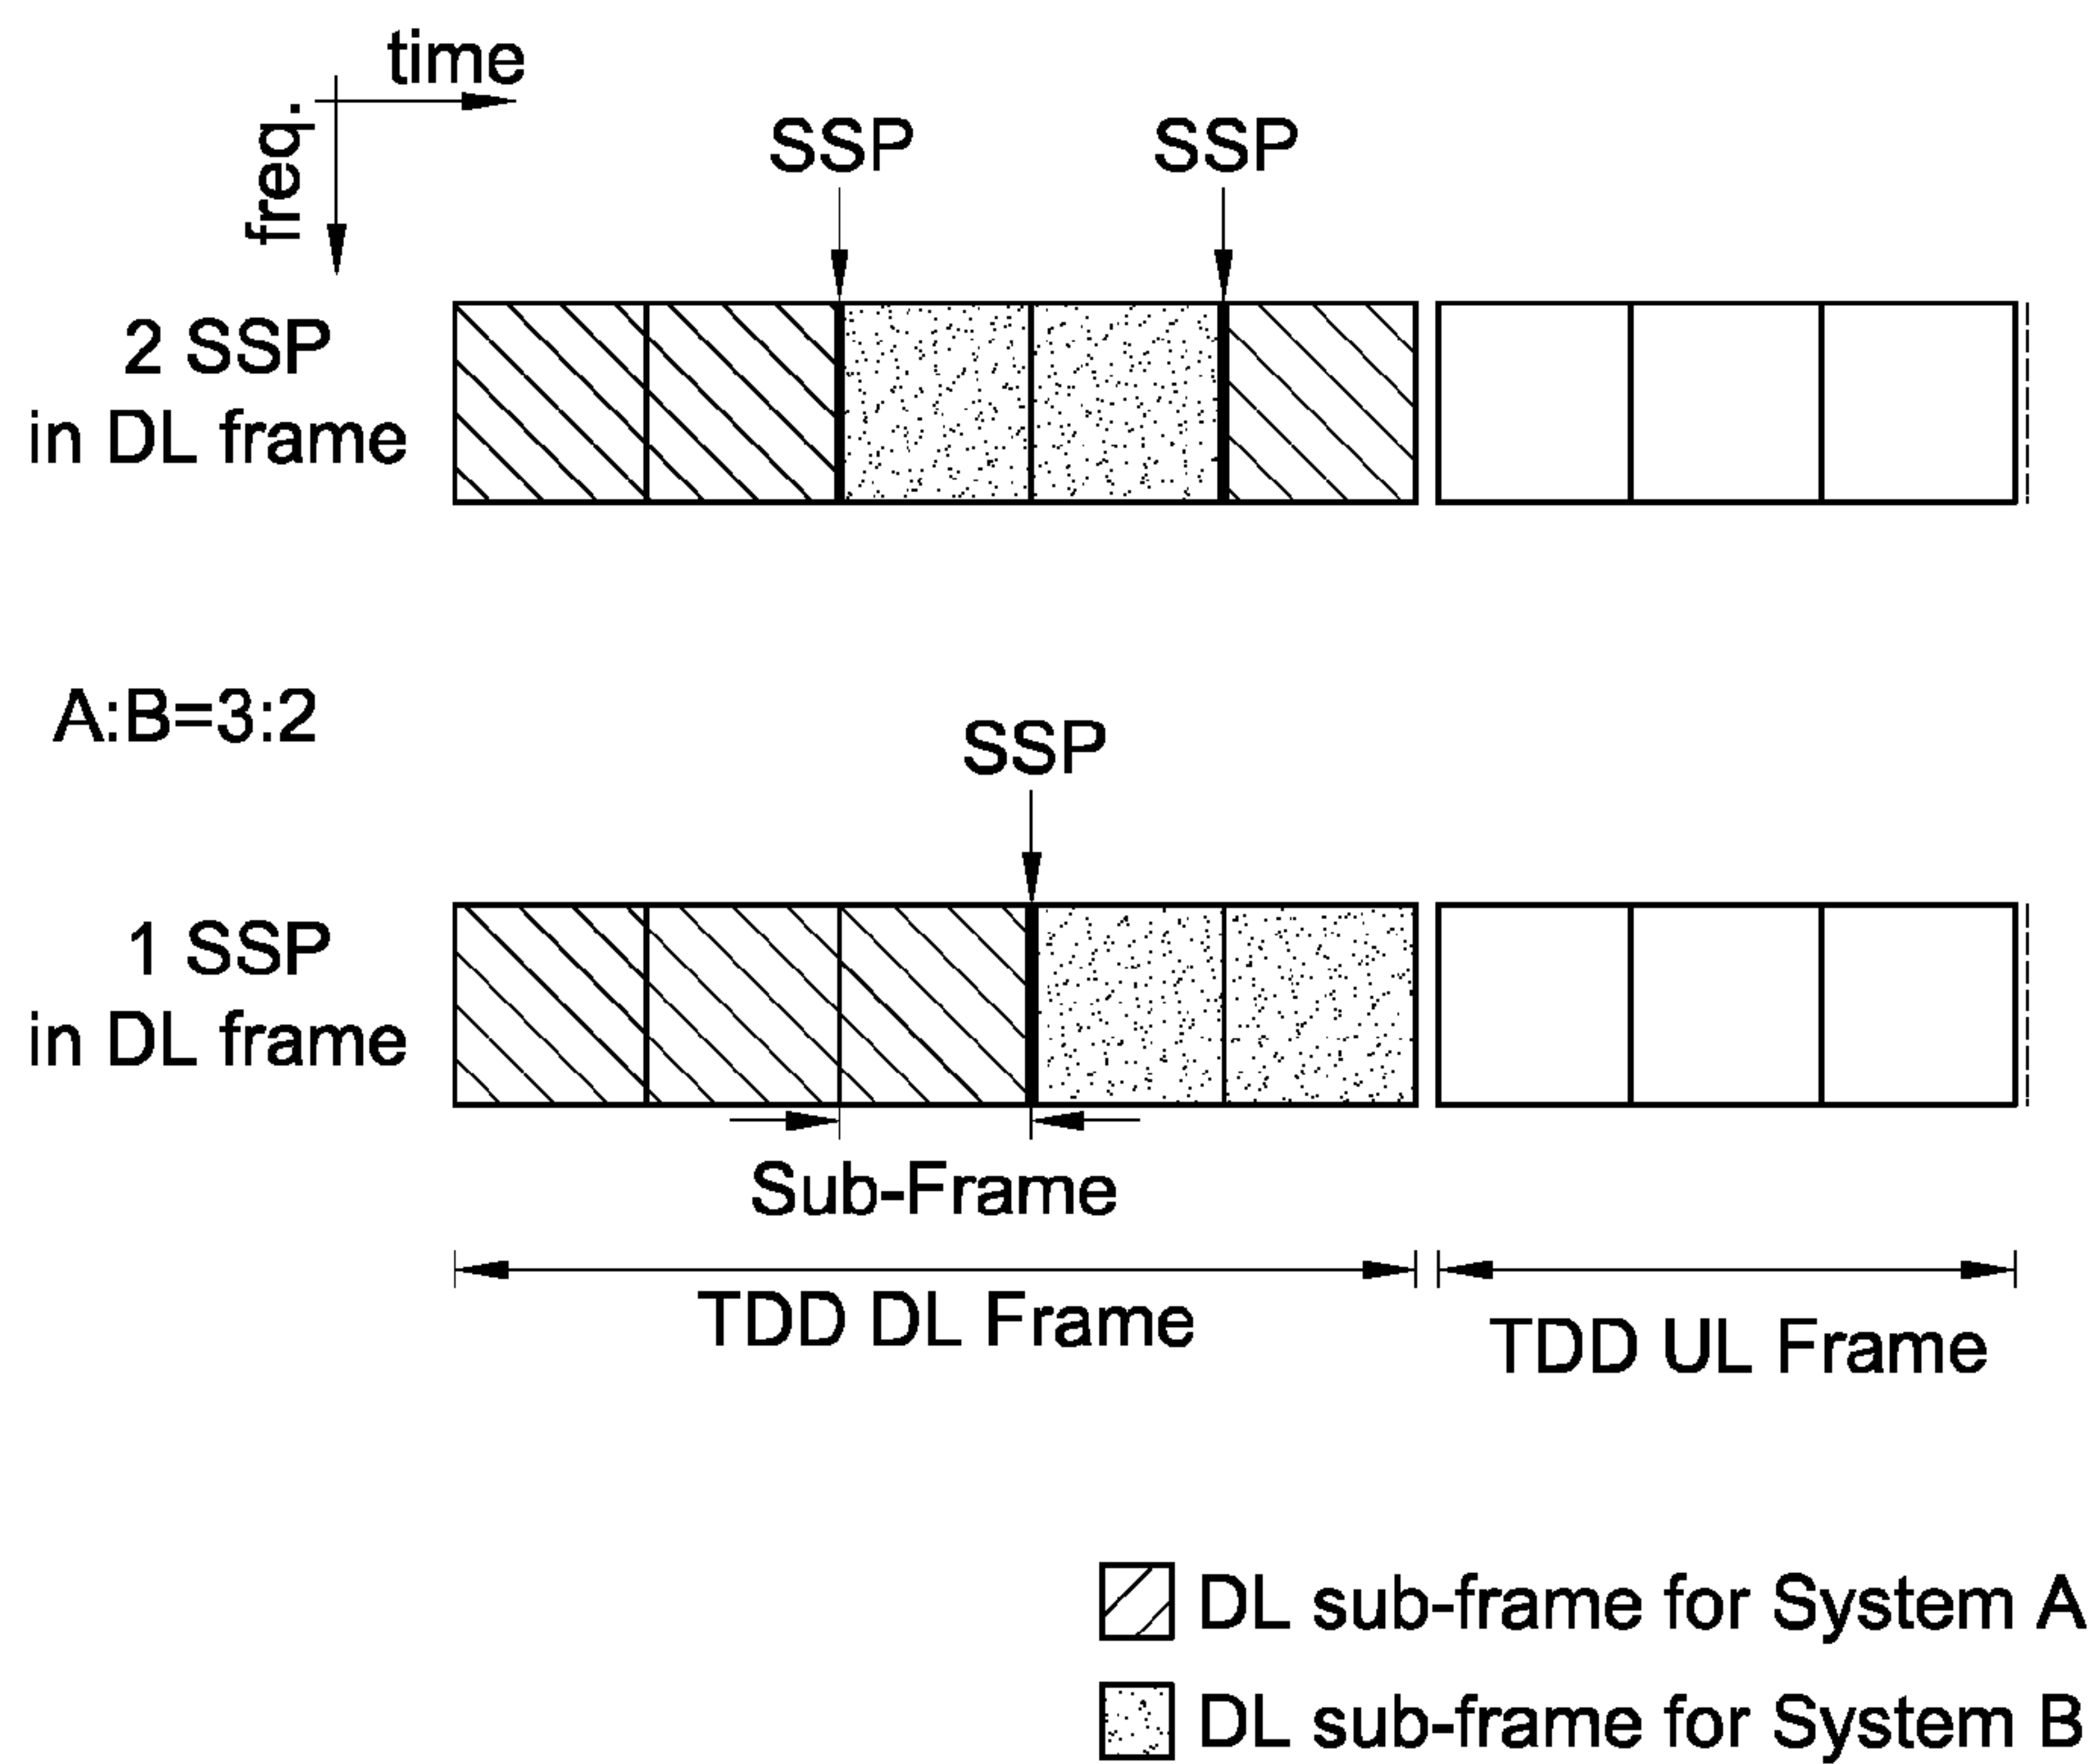 time
freq.
SSP SSP
2 SSP
in DL frame
A:B=3:2
SSP
1 SSP
in DL frame
Sub-Frame
TDD DL Frame
TDD UL Frame
DL sub-frame for System A
DL sub-frame for System B